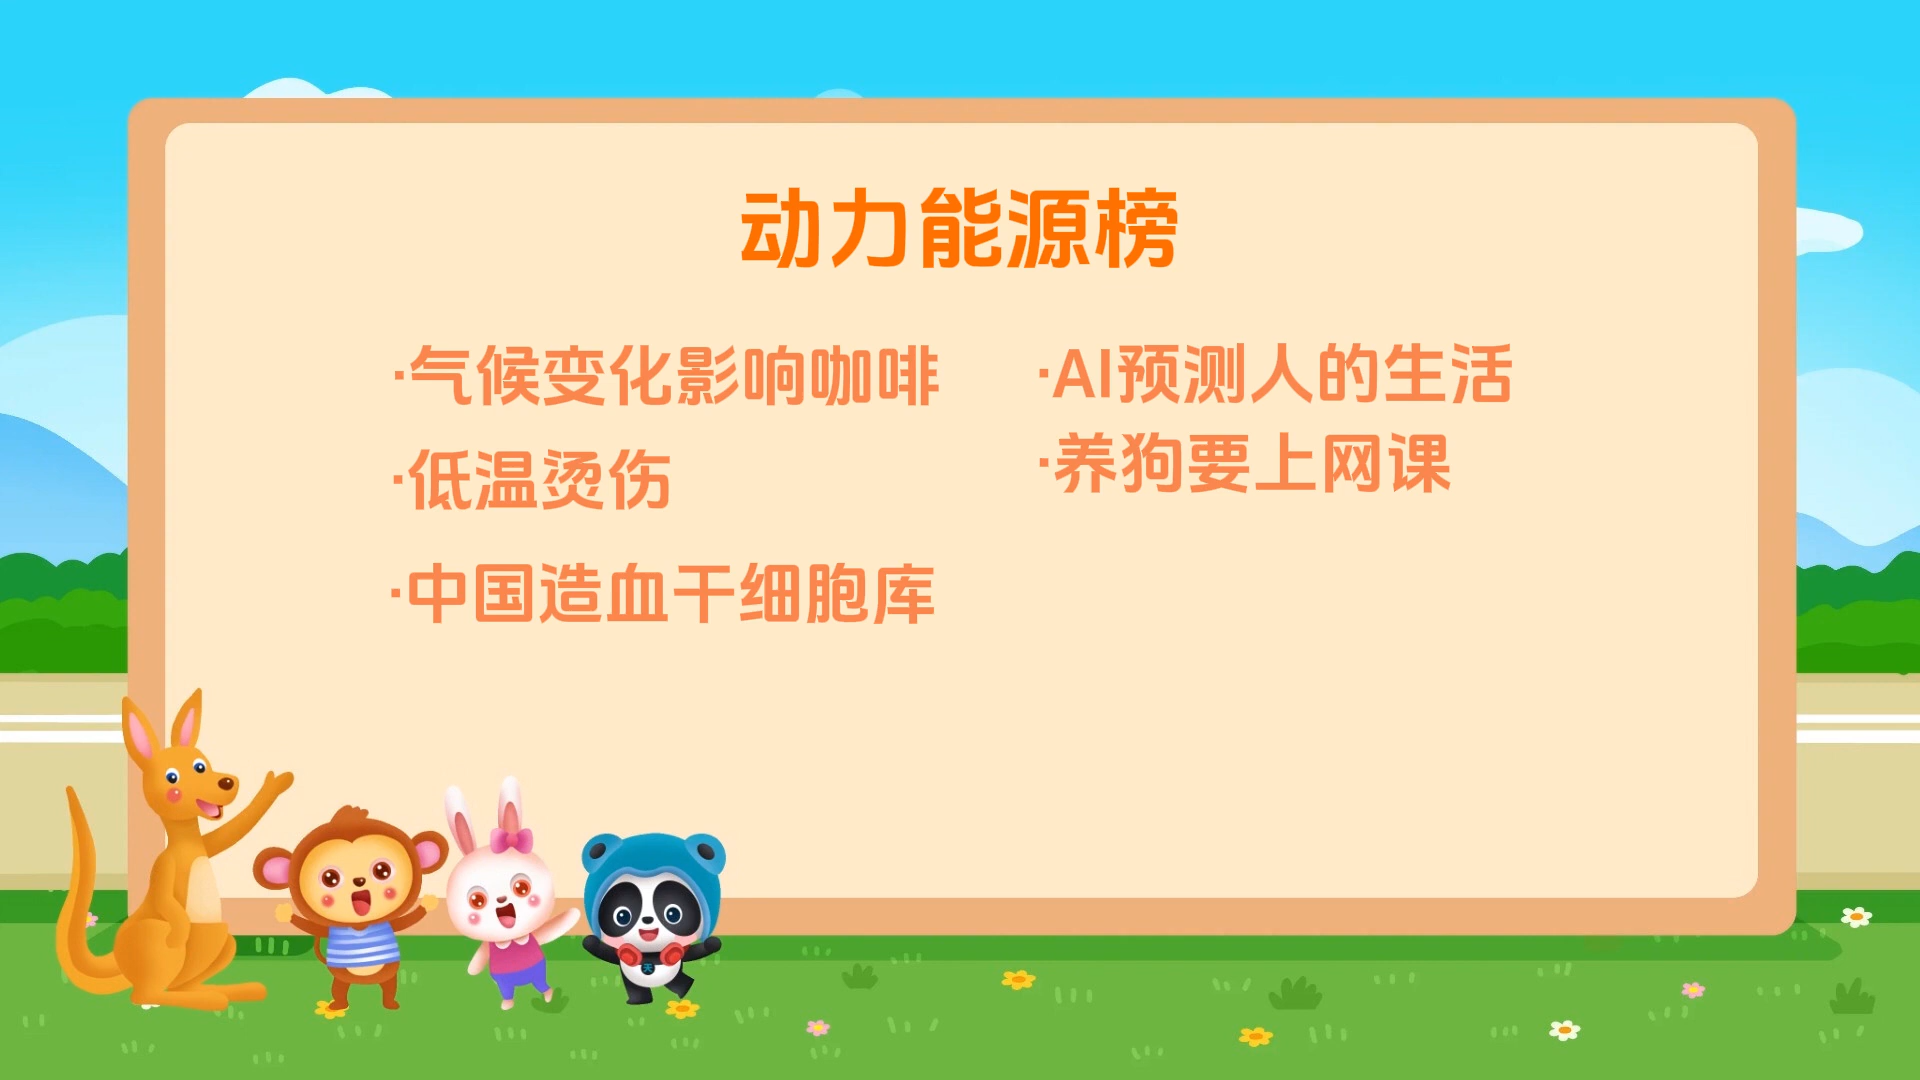 动力能源榜
·气候变化影响咖啡
·低温烫伤
·中国造血干细胞库
·AI预测人的生活
·养狗要上网课